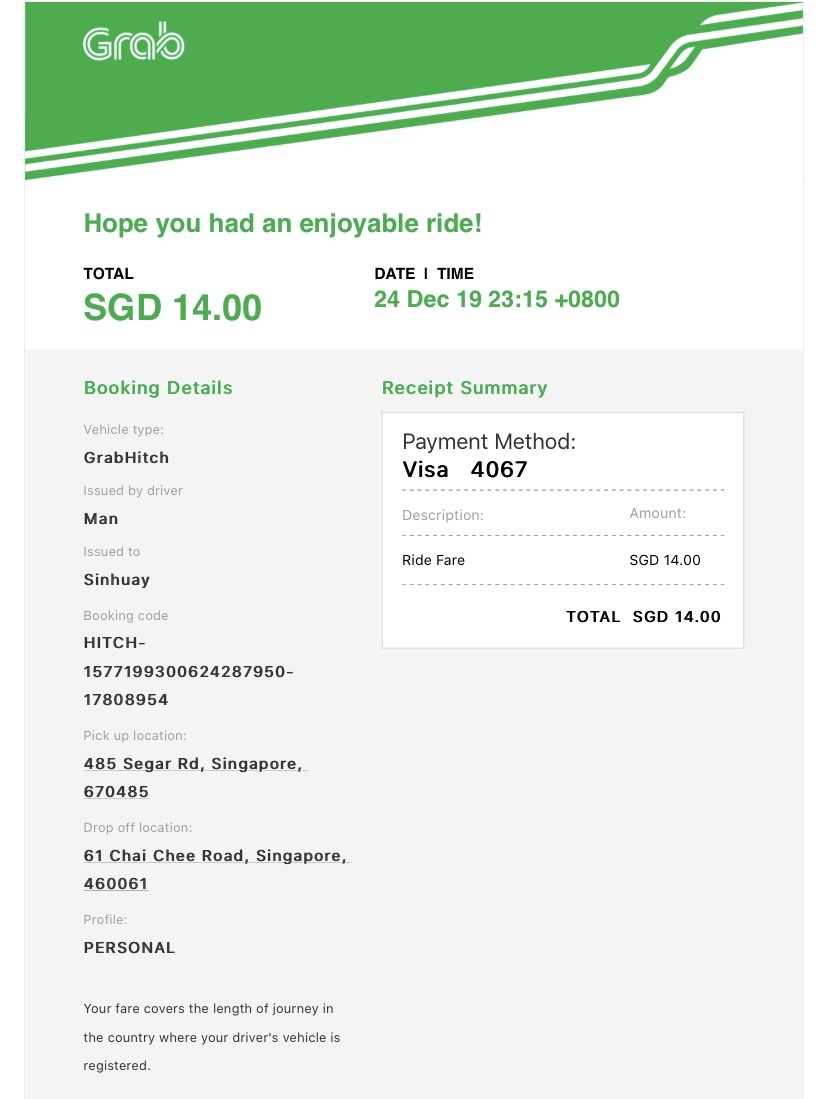 Grab
Hope you had an enjoyable ride!
TOTAL
SGD 14.00
DATE | TIME
24 Dec 19 23:15 +0800
Booking Details
Vehicle type:
GrabHitch
Issued by driver
Man
Issued to
Sinhuay
Booking code
HITCH-
1577199300624287950-
17808954
Pick up location:
485 Segar Rd, Singapore,
670485
Drop off location:
61 Chai Chee Road, Singapore,
460061
Profile:
PERSONAL
Your fare covers the length of journey in
the country where your driver's vehicle is
registered.
Receipt Summary
Payment Method:
Visa 4067
Description: Amount:
Ride Fare SGD 14.00
TOTAL SGD 14.00